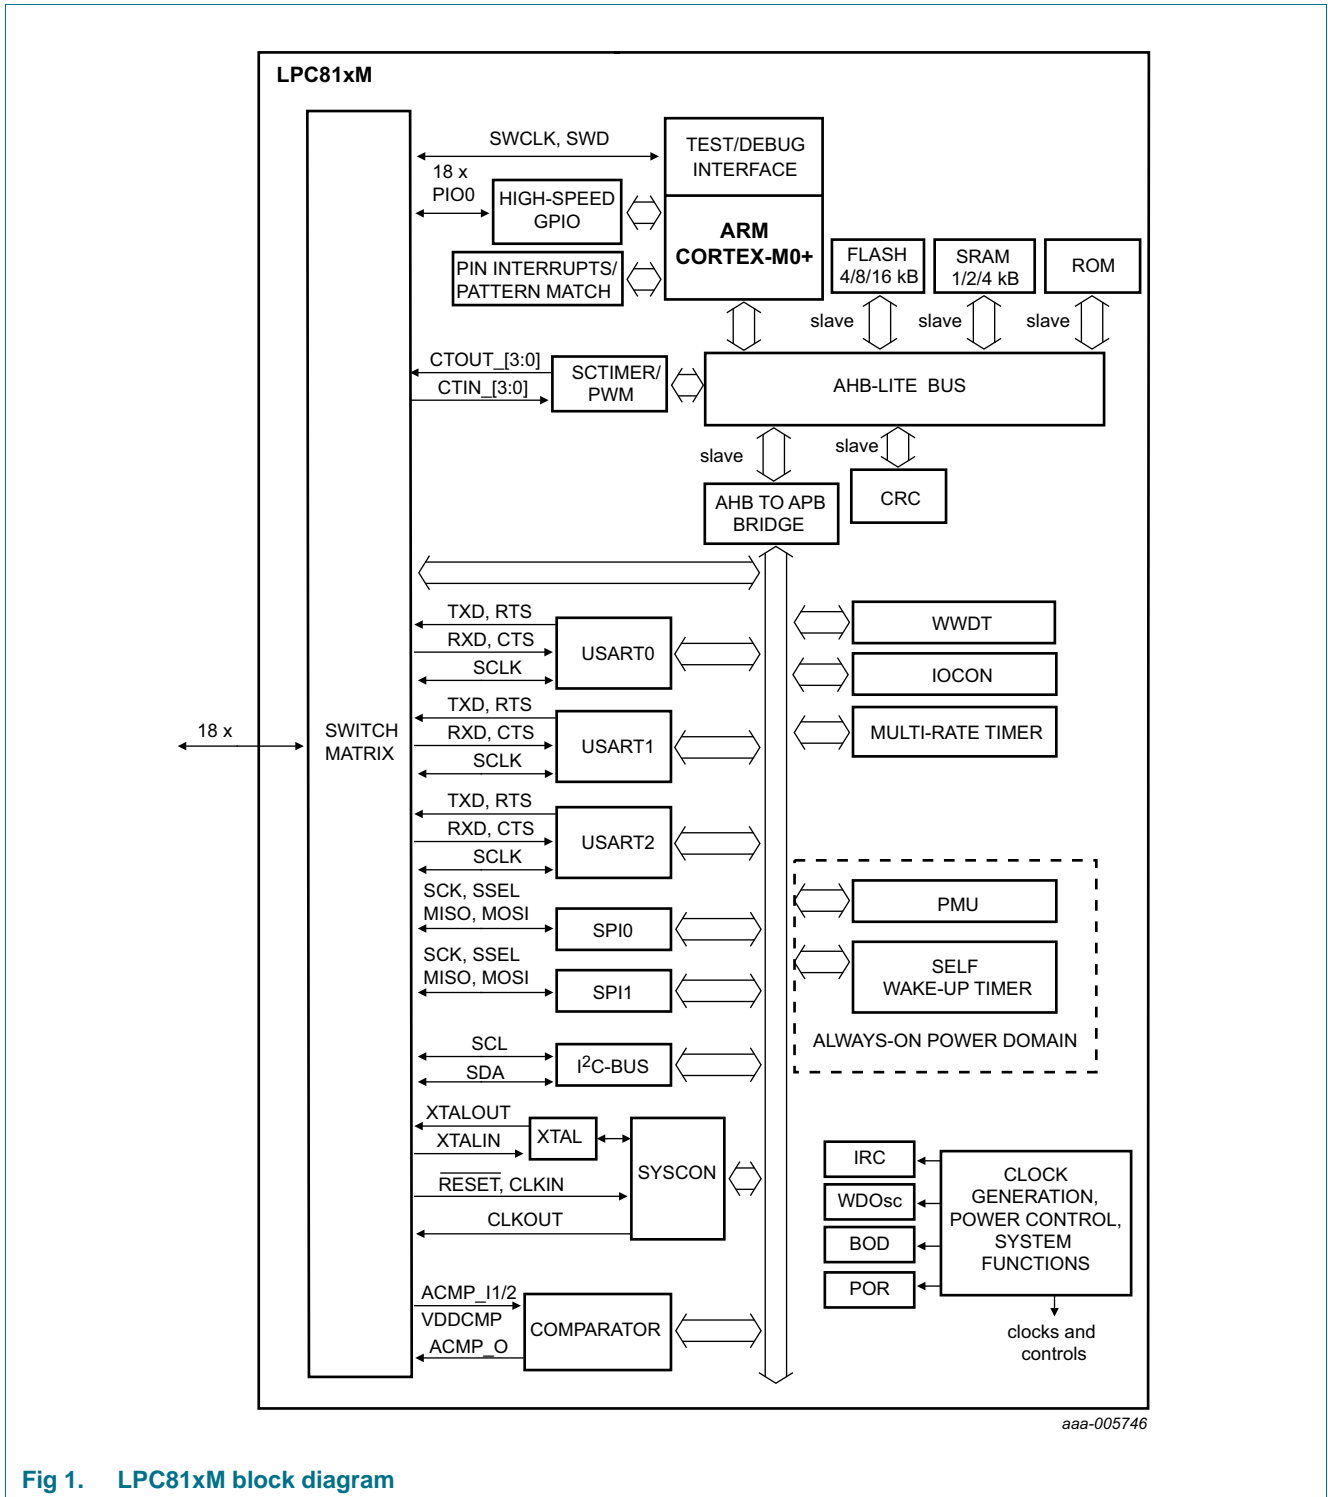 LPC81xM
SWCLK, SWD
TEST/DEBUG
INTERFACE
18 x
PIO0
HIGH-SPEED
GPIO
ARM
CORTEX-M0+
PIN INTERRUPTS/
PATTERN MATCH
FLASH
4/8/16 kB
SRAM
1/2/4 kB
ROM
slave
slave
slave
CTOUT_[3:0]
CTIN_[3:0]
SCTIMER/
PWM
AHB-LITE BUS
slave
slave
AHB TO APB
BRIDGE
CRC
TXD, RTS
RXD, CTS
SCLK
USART0
WWDT
IOCON
TXD, RTS
RXD, CTS
SCLK
USART1
MULTI-RATE TIMER
18 x
SWITCH
MATRIX
TXD, RTS
RXD, CTS
SCLK
USART2
SCK, SSEL
MISO, MOSI
SPI0
PMU
SCK, SSEL
MISO, MOSI
SPI1
SELF
WAKE-UP TIMER
ALWAYS-ON POWER DOMAIN
SCL
SDA
I2C-BUS
XTALOUT
XTALIN
XTAL
RESET, CLKIN
CLKOUT
SYSCON
IRC
WDOsc
BOD
POR
CLOCK
GENERATION,
POWER CONTROL,
SYSTEM
FUNCTIONS
clocks and
controls
ACMP_I1/2
VDDCMP
ACMP_O
COMPARATOR
aaa-005746
Fig 1. LPC81xM block diagram